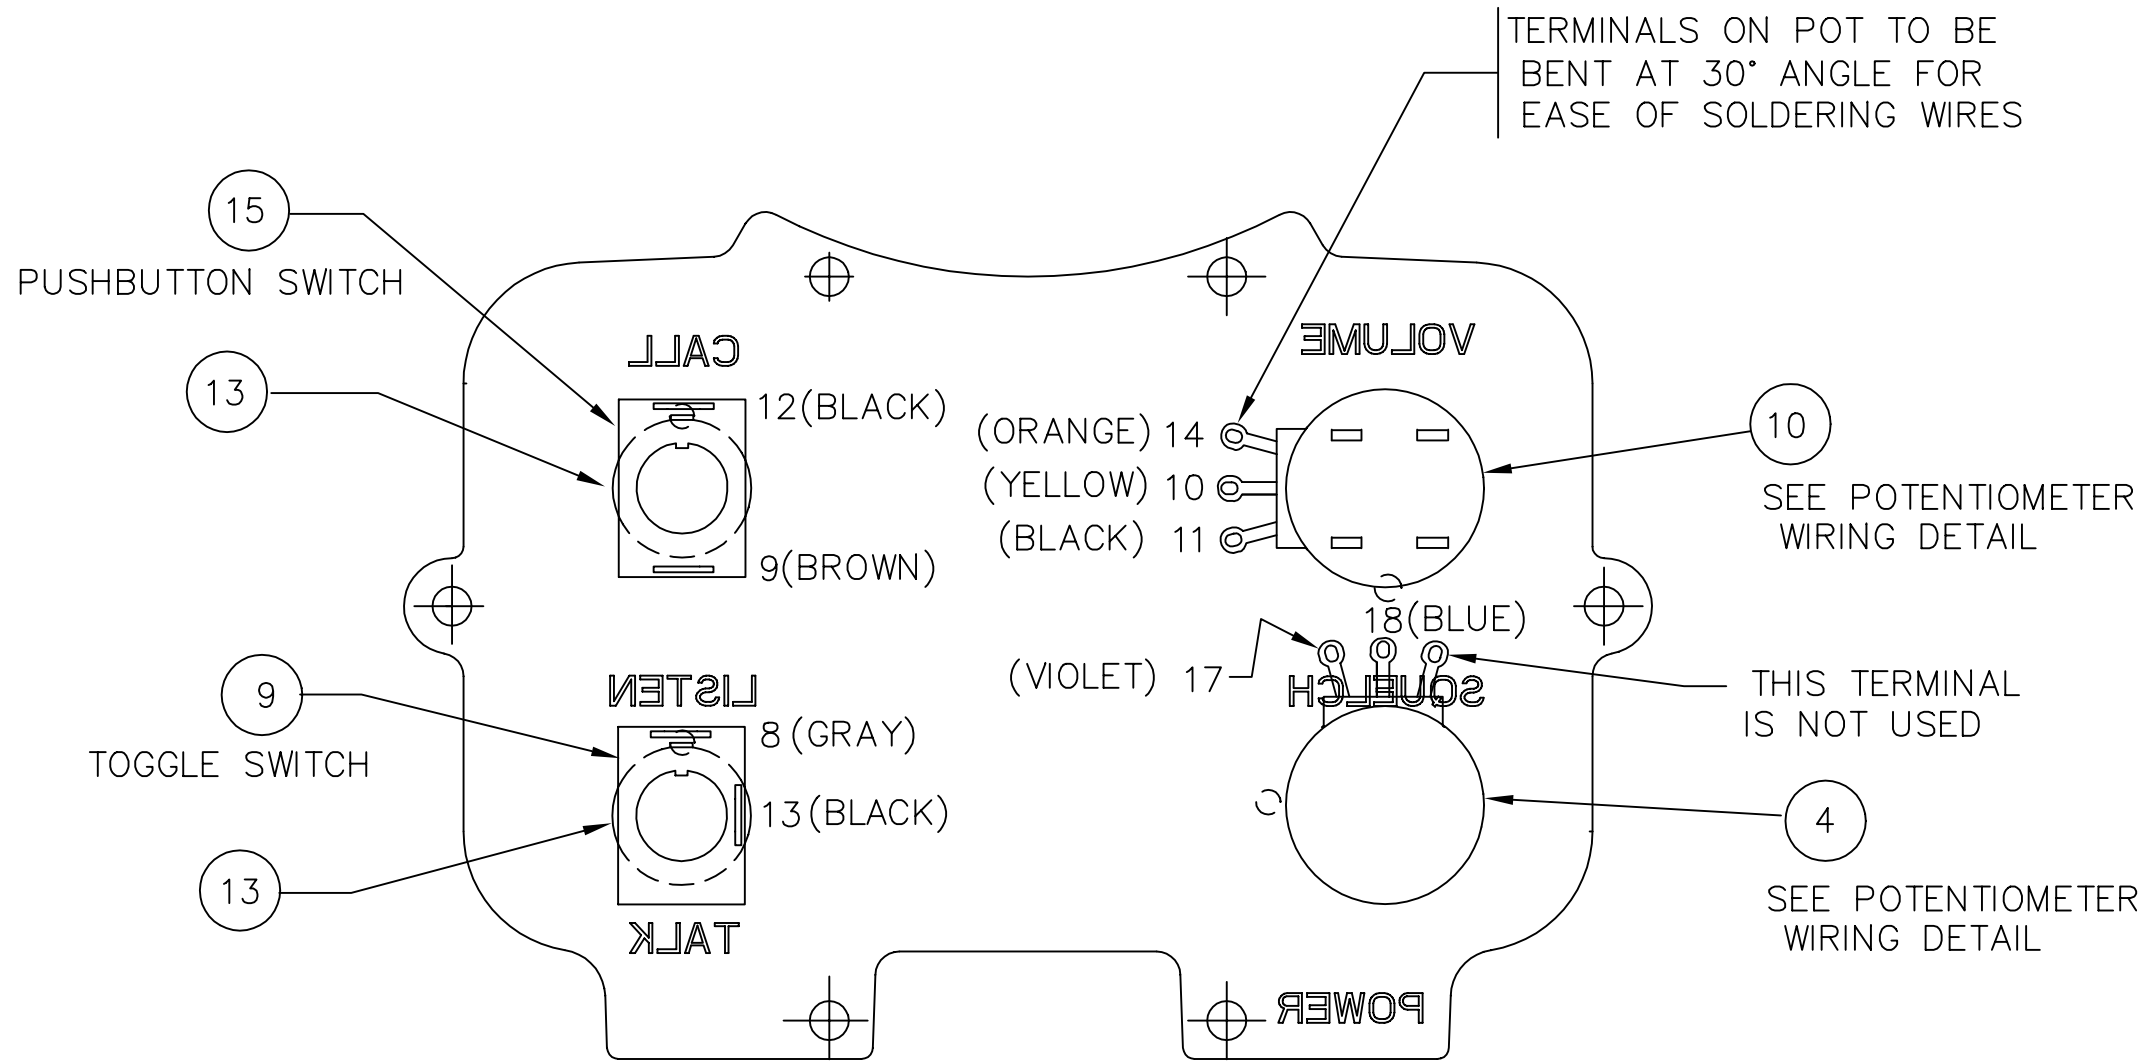 TERMINALS ON POT TO BE
BENT AT 30° ANGLE FOR
EASE OF SOLDERING WIRES
15
PUSHBUTTON SWITCH
13
CALL
VOLUME
12(BLACK)
9(BROWN)
(ORANGE) 14
(YELLOW) 10
(BLACK) 11
10
SEE POTENTIOMETER
WIRING DETAIL
18(BLUE)
(VIOLET) 17
SQUELCH
THIS TERMINAL
IS NOT USED
9
TOGGLE SWITCH
LISTEN
8(GRAY)
13(BLACK)
13
TALK
4
SEE POTENTIOMETER
WIRING DETAIL
POWER